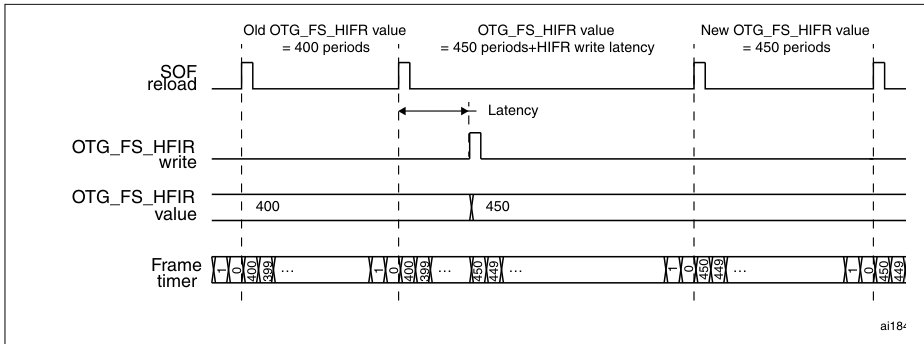 Old OTG_FS_HIFR value
= 400 periods
OTG_FS_HIFR value
= 450 periods+HIFR write latency
New OTG_FS_HIFR value
= 450 periods
SOF
reload
Latency
OTG_FS_HFIR
write
OTG_FS_HFIR
value
400
450
Frame
timer
1 0 400 399 ... 1 0 400 399 ... 450 449 ... 1 0 450 449 ... 1 0 450 449
ai184